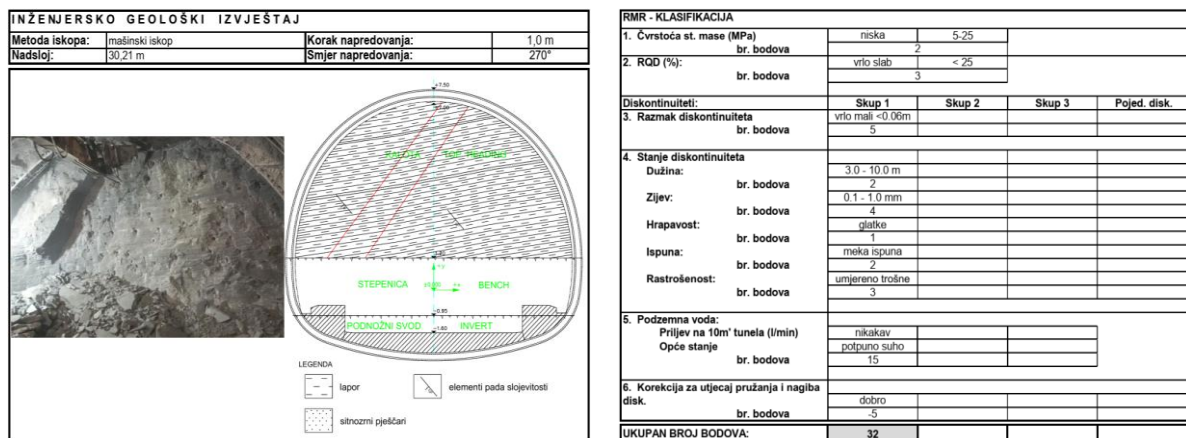 INŽENJERSKO GEOLOŠKI IZVJEŠTAJ
Metoda iskopa: mašinski iskop Korak napredovanja: 1,0 m
Nadsloj: 30,21 m Smjer napredovanja: 270°
+7.50
KALOTA TOP HEADING
STEPENICA BENCH
-0.95
PODNOŽNI SVOD INVERT
-1.80
LEGENDA
lapor
elementi pada slojevitosti
sitnozrni pješčari
RMR - KLASIFIKACIJA
1. Čvrstoća st. mase (MPa) niska 5-25
br. bodova 2
2. RQD (%): vrlo slab < 25
br. bodova 3
Diskontinuiteti: Skup 1 Skup 2 Skup 3 Pojed. disk.
3. Razmak diskontinuiteta vrlo mali <0.06m
br. bodova 5
4. Stanje diskontinuiteta
Dužina: 3.0 - 10.0 m
br. bodova 2
Zijev: 0.1 - 1.0 mm
br. bodova 4
Hrapavost: glatke
br. bodova 1
Ispuna: meka ispuna
br. bodova 2
Rastrošenost: umjereno trošne
br. bodova 3
5. Podzemna voda:
Priljev na 10m' tunela (l/min) nikakav
Opće stanje potpuno suho
br. bodova 15
6. Korekcija za utjecaj pružanja i nagiba
disk. dobro
br. bodova -5
UKUPAN BROJ BODOVA: 32